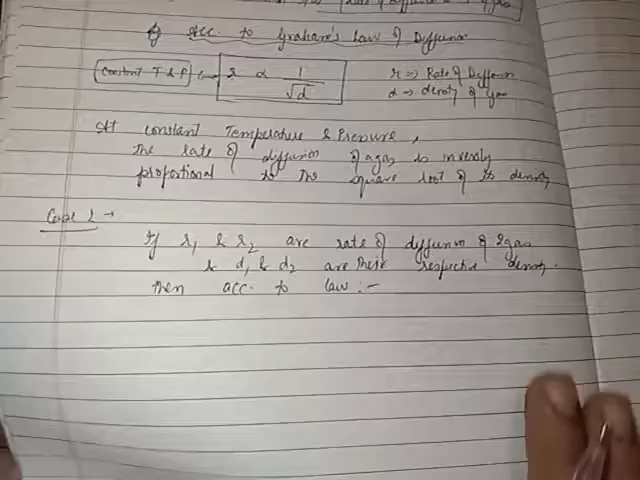 Acc. to Graham's Law of Diffusion
Constant T & P r ∝ 1/√d r => Rate of Diffusion
d -> density of gas
At constant Temperature & Pressure,
The rate of diffusion of a gas is inversly
proportional to the square root of its density
Case 1 ->
If r₁ & r₂ are rate of diffusion of 2 gas
& d₁ & d₂ are their respective density.
then acc. to law :-